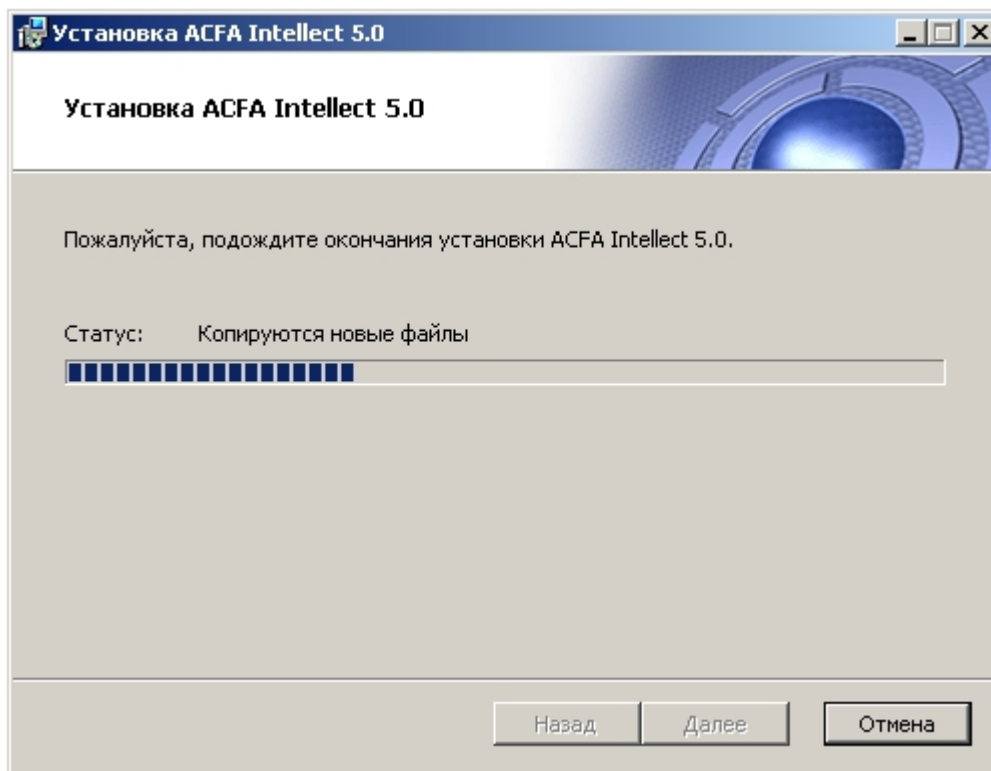 Установка ACFA Intellect 5.0
Установка ACFA Intellect 5.0
Пожалуйста, подождите окончания установки ACFA Intellect 5.0.
Статус: Копируются новые файлы
Назад Далее Отмена